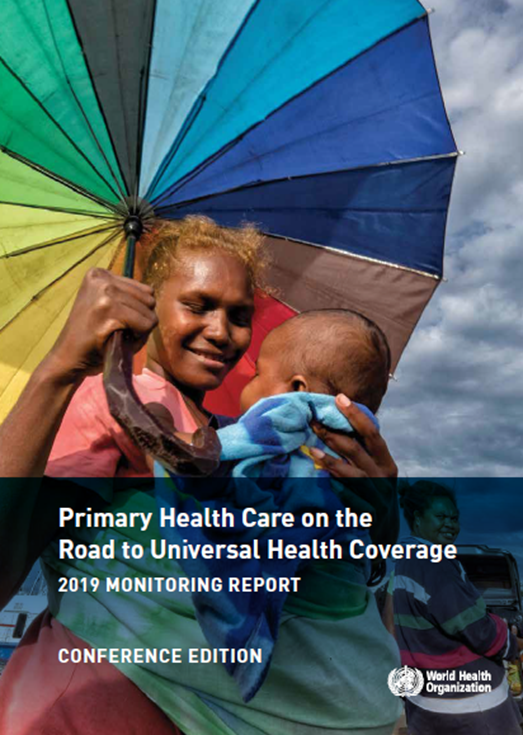 Primary Health Care on the
Road to Universal Health Coverage
2019 MONITORING REPORT
CONFERENCE EDITION
World Health
Organization